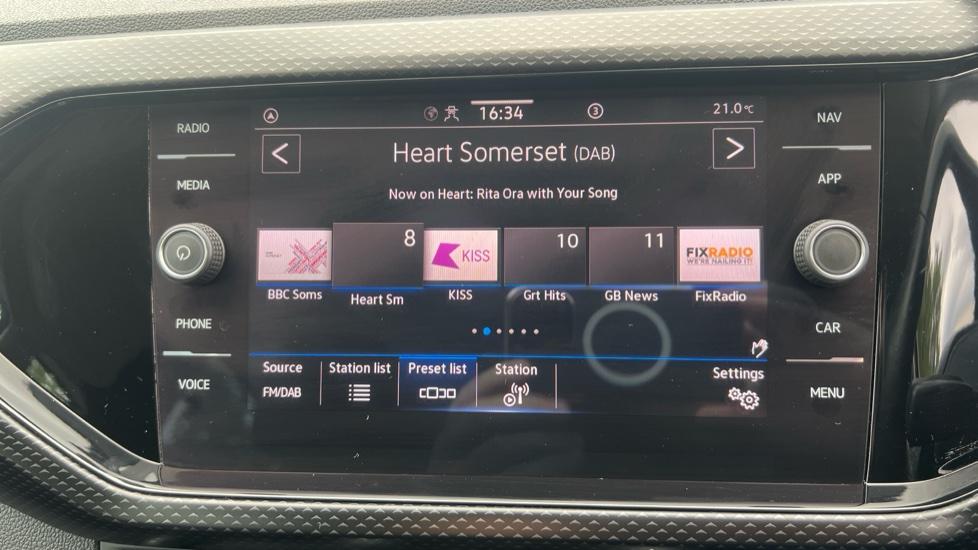 RADIO
MEDIA
PHONE
VOICE
16:34
3
21.0°C
Heart Somerset (DAB)
Now on Heart: Rita Ora with Your Song
8
KISS
10
11
FIXRADIO
WE'RE NAILING IT!
BBC Soms
Heart Sm
KISS
Grt Hits
GB News
FixRadio
Source
FM/DAB
Station list
Preset list
Station
Settings
NAV
APP
CAR
MENU